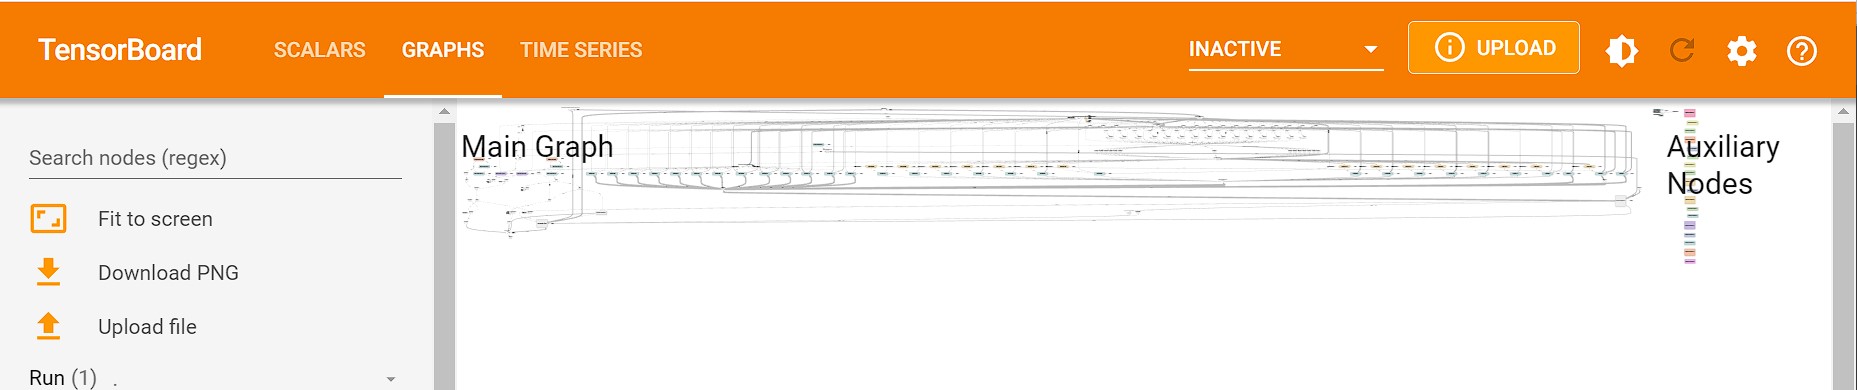 TensorBoard SCALARS GRAPHS TIME SERIES INACTIVE UPLOAD
Search nodes (regex)
Fit to screen
Download PNG
Upload file
Run (1) .
Main Graph
Auxiliary
Nodes